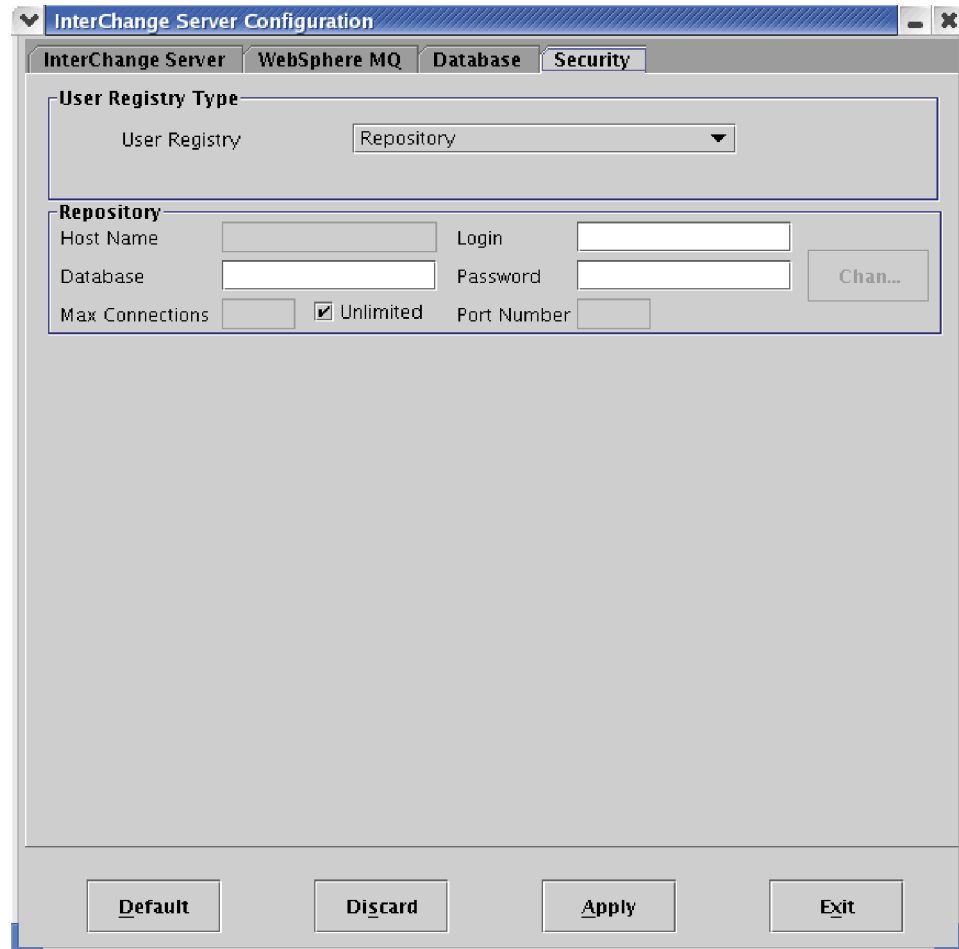 InterChange Server Configuration
InterChange Server WebSphere MQ Database Security
User Registry Type
User Registry Repository
Repository
Host Name Login
Database Password Chan...
Max Connections Unlimited Port Number
Default Discard Apply Exit